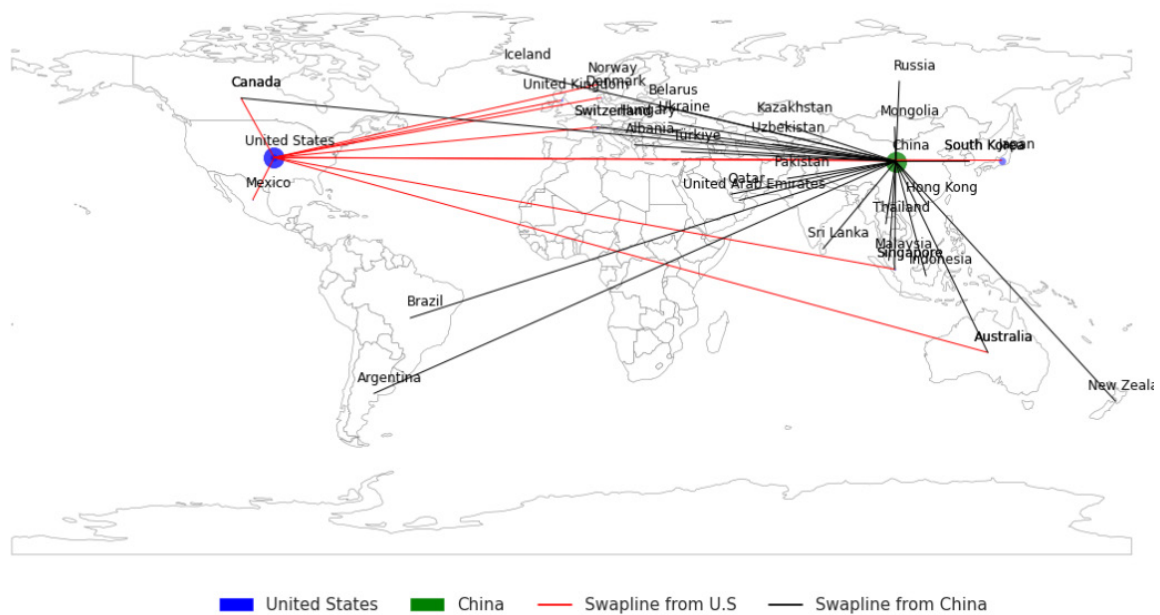 Iceland
Norway
Russia
Denmark
Canada
United Kingdom
Belarus
Ukraine
Kazakhstan
Mongolia
Switzerland
Hungary
Albania
Türkiye
Uzbekistan
United States
China
South Korea
Japan
Pakistan
Mexico
Qatar
United Arab Emirates
Hong Kong
Thailand
Sri Lanka
Malaysia
Singapore
Indonesia
Brazil
Australia
Argentina
New Zeala
United States
China
Swapline from U.S
Swapline from China